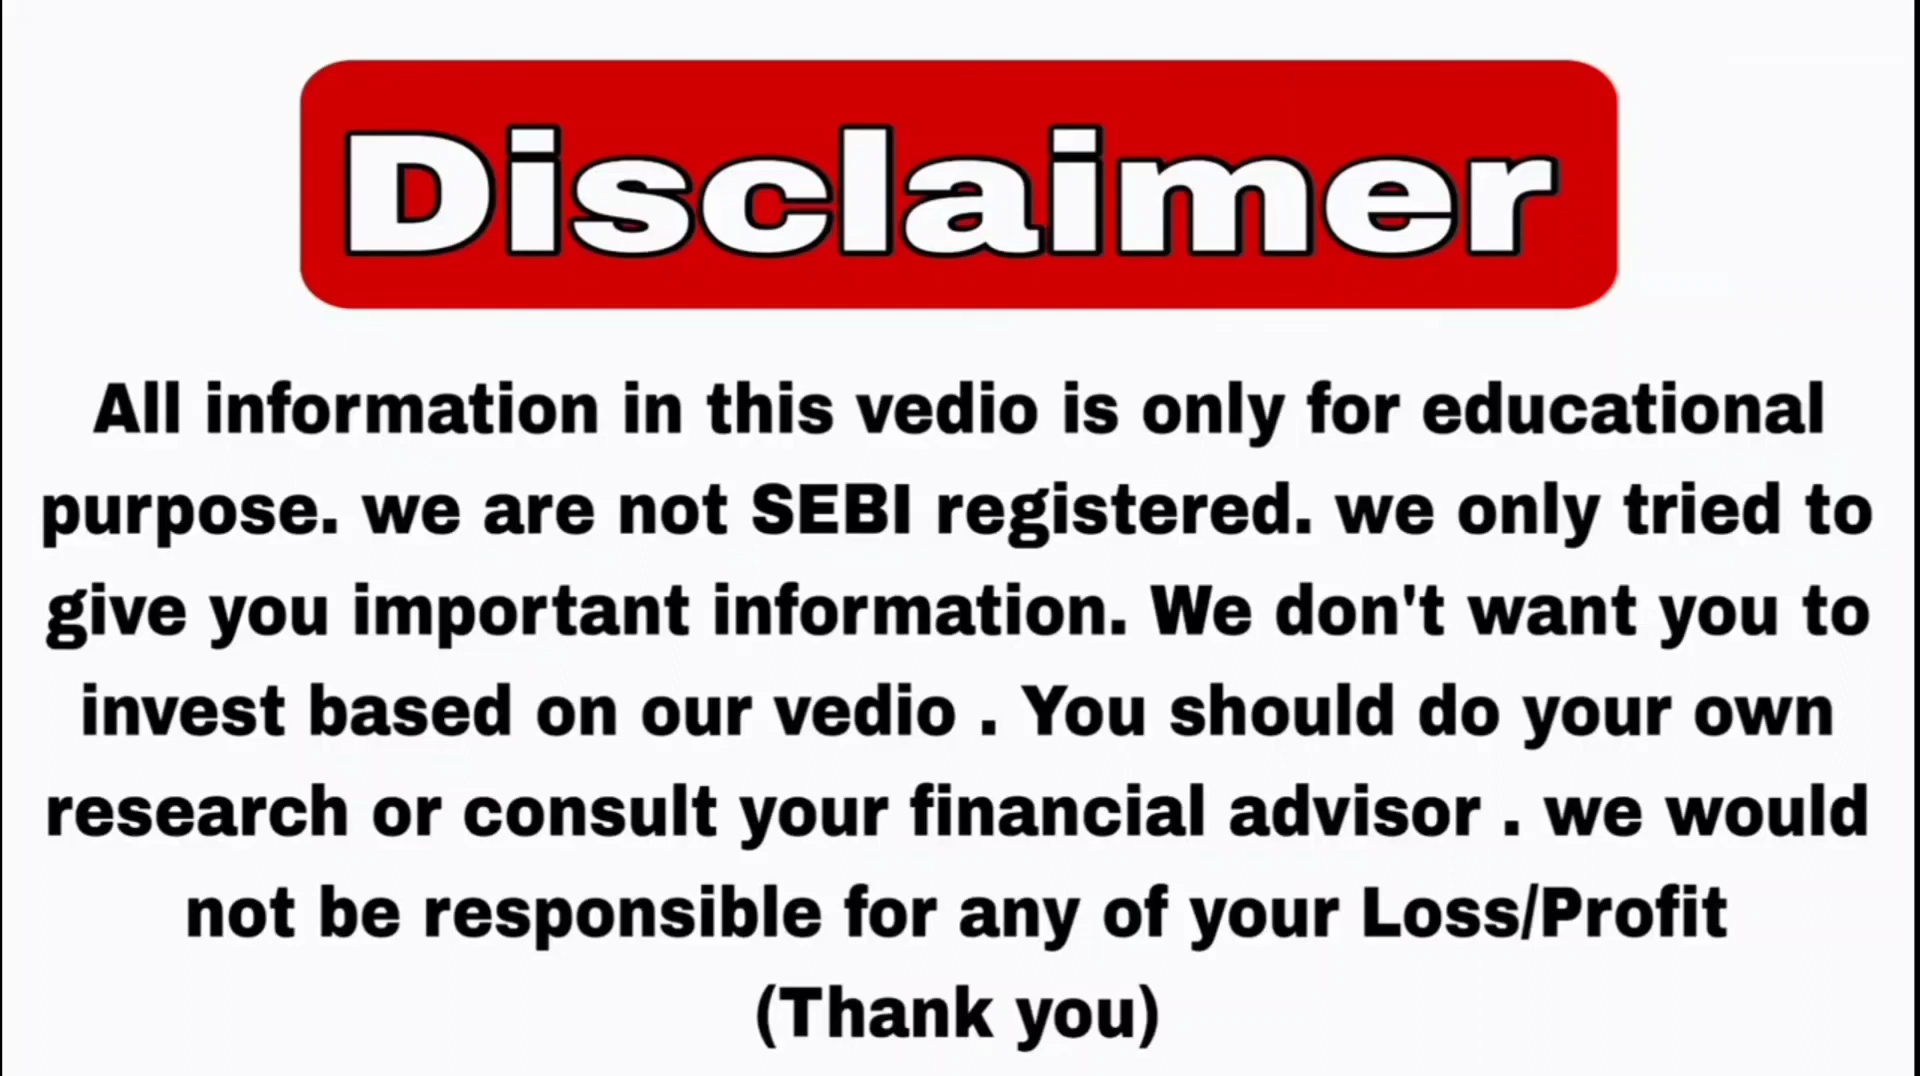 Disclaimer
All information in this vedio is only for educational
purpose. we are not SEBI registered. we only tried to
give you important information. We don't want you to
invest based on our vedio . You should do your own
research or consult your financial advisor . we would
not be responsible for any of your Loss/Profit
(Thank you)